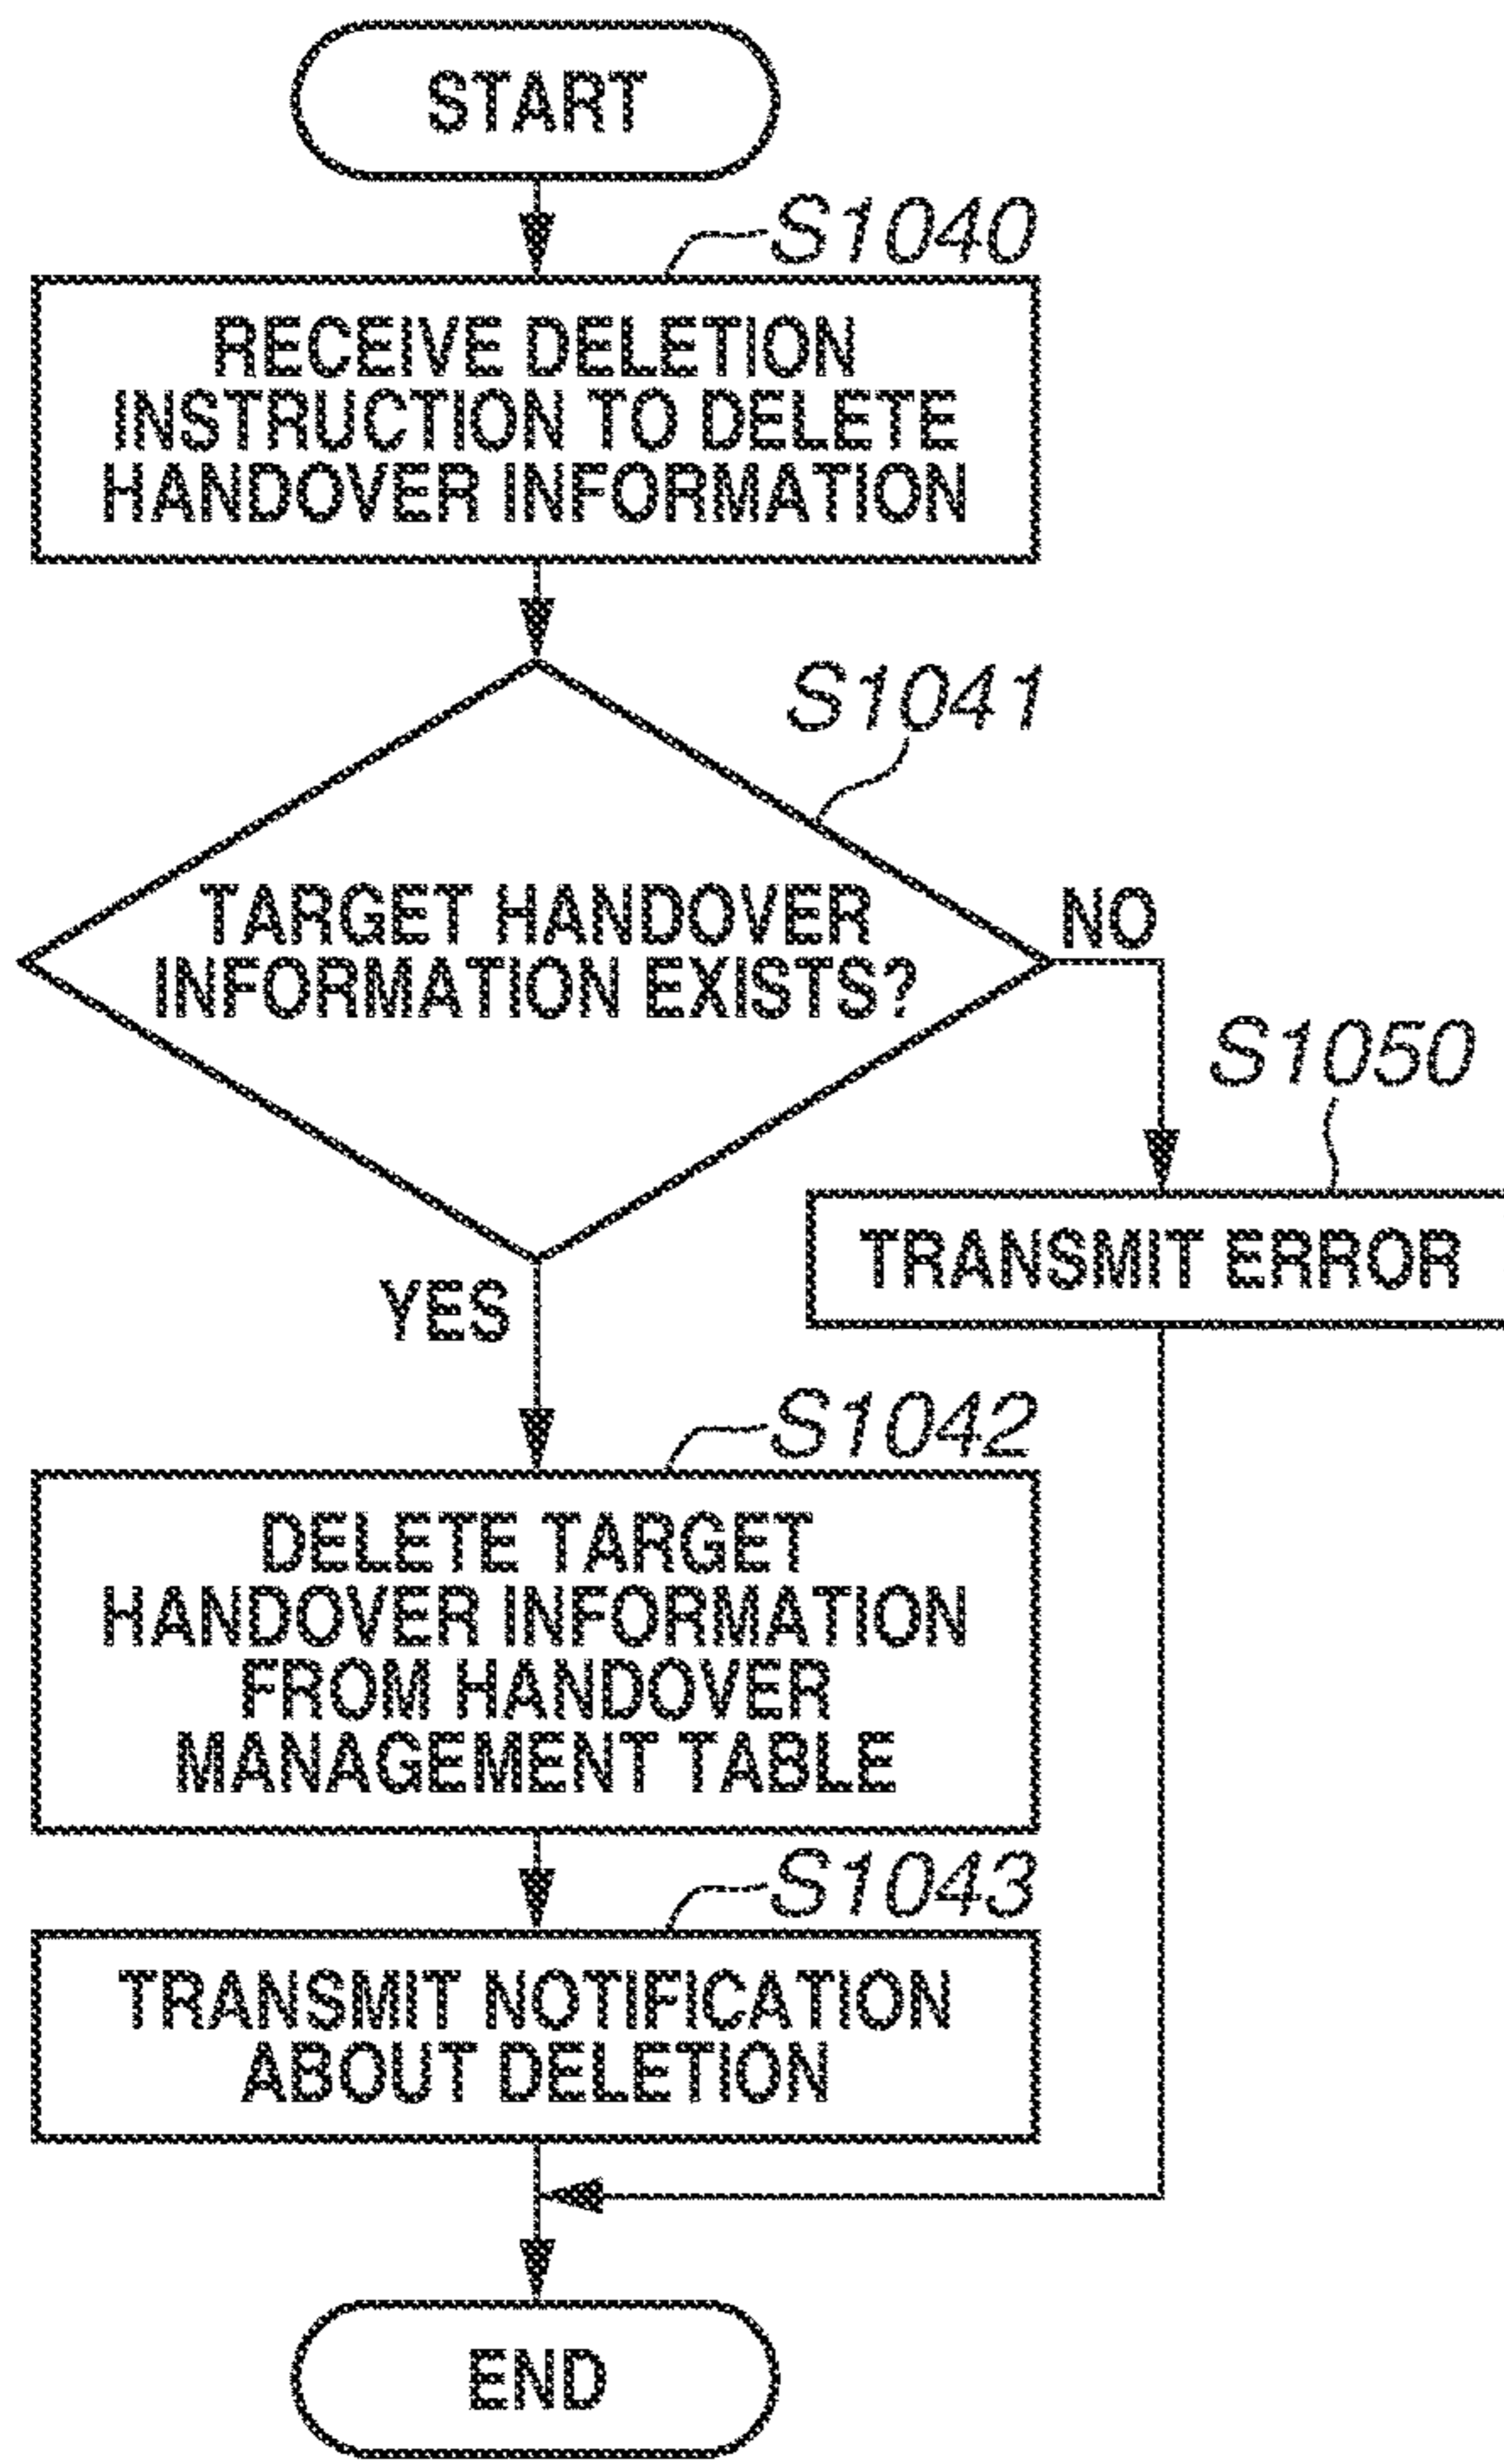 START
S1040
RECEIVE DELETION
INSTRUCTION TO DELETE
HANDOVER INFORMATION
S1041
TARGET HANDOVER
INFORMATION EXISTS?
NO
S1050
TRANSMIT ERROR
YES
S1042
DELETE TARGET
HANDOVER INFORMATION
FROM HANDOVER
MANAGEMENT TABLE
S1043
TRANSMIT NOTIFICATION
ABOUT DELETION
END